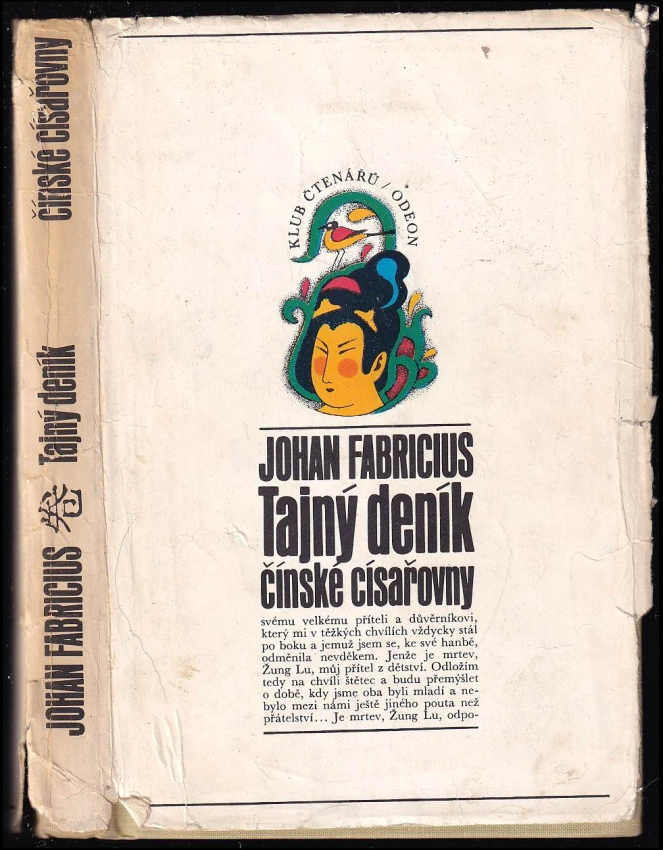 JOHAN FABRICIUS 卷 Tajný deník čínské císařovny
KLUB ČTENÁŘŮ / ODEON
JOHAN FABRICIUS
Tajný deník
čínské císařovny
svému velkému příteli a důvěrníkovi,
který mi v těžkých chvílích vždycky stál
po boku a jemuž jsem se, ke své hanbě,
odměnila nevděkem. Jenže je mrtev,
Žung Lu, můj přítel z dětství. Odložím
tedy na chvíli štětec a budu přemýšlet
o době, kdy jsme oba byli mladí a ne-
bylo mezi námi ještě jiného pouta než
přátelství... Je mrtev, Žung Lu, odpo-